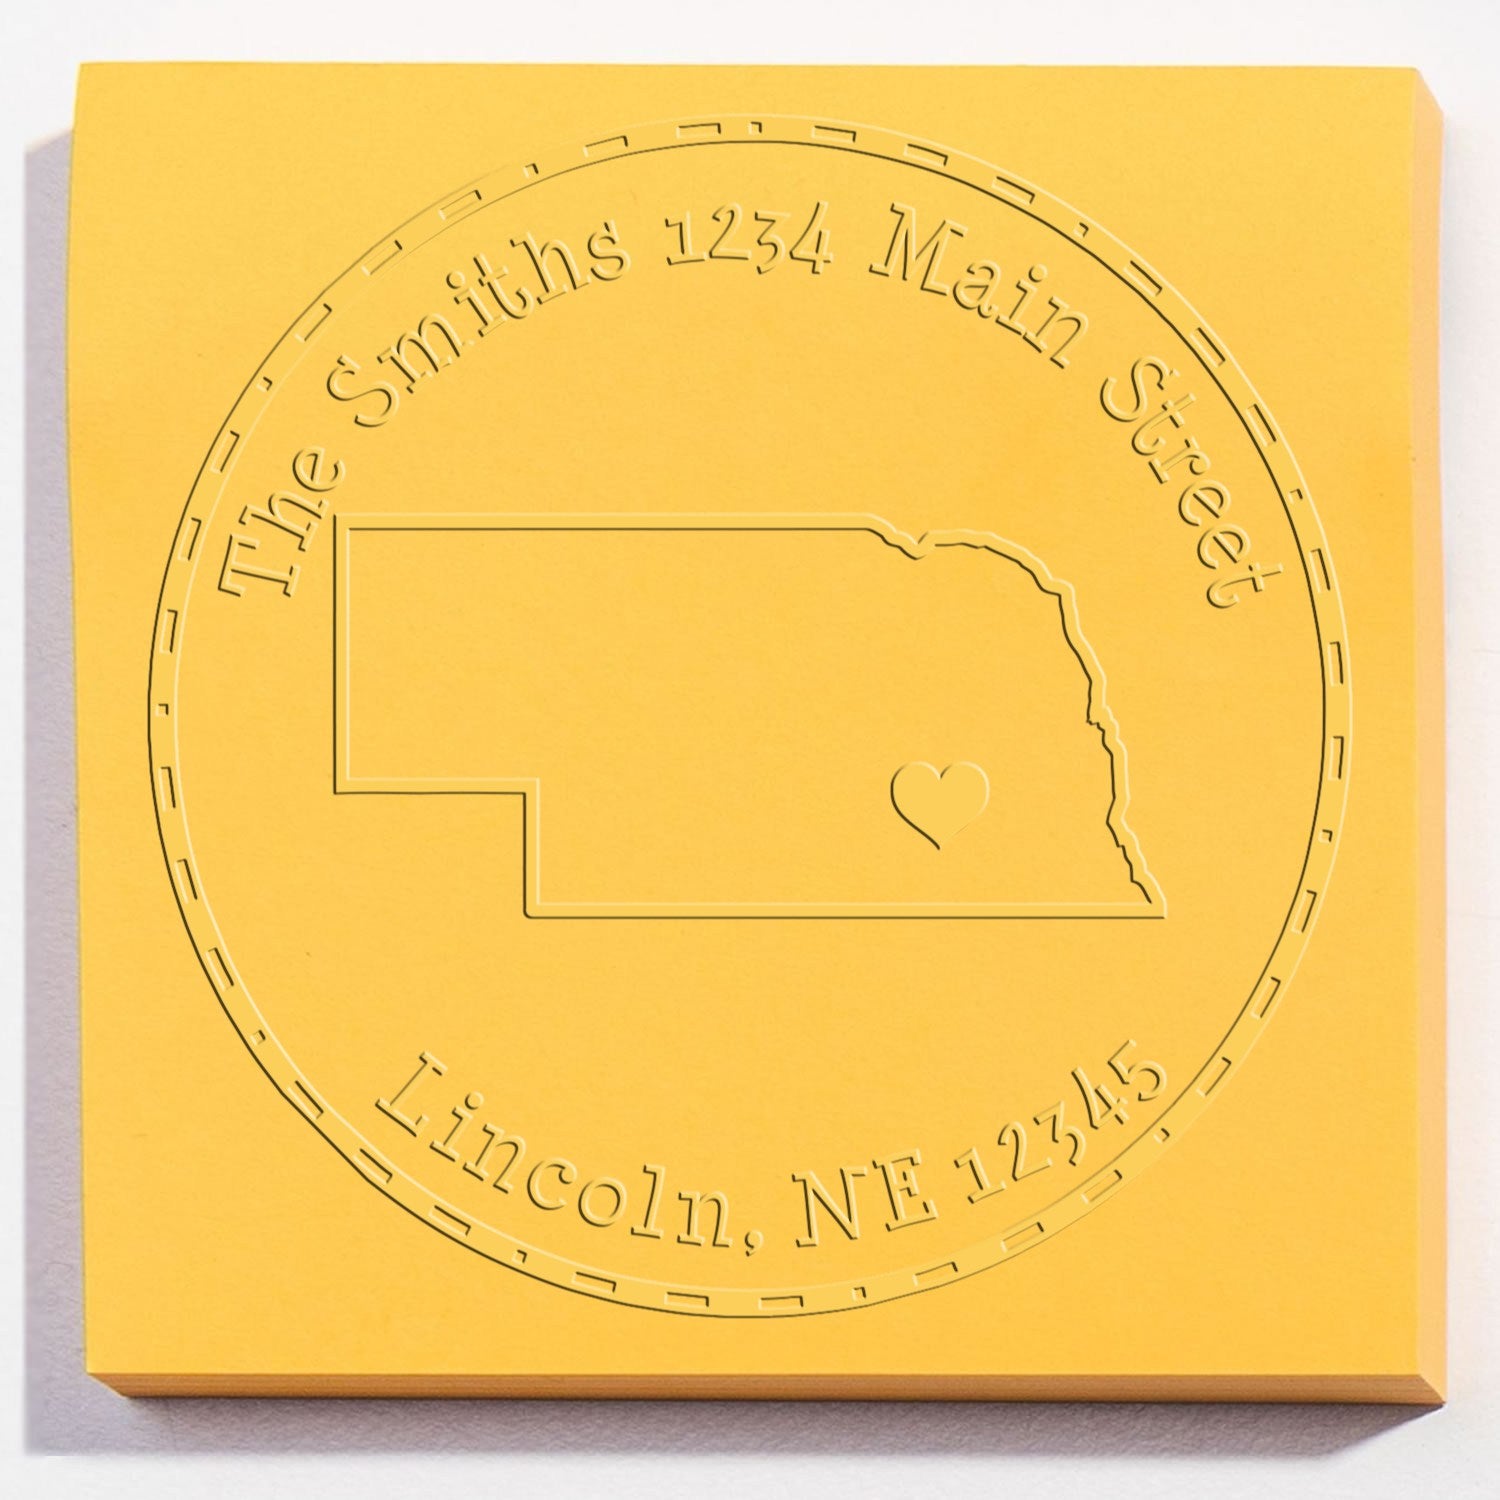 The Smiths 1234 Main Street
Lincoln, NE 12345